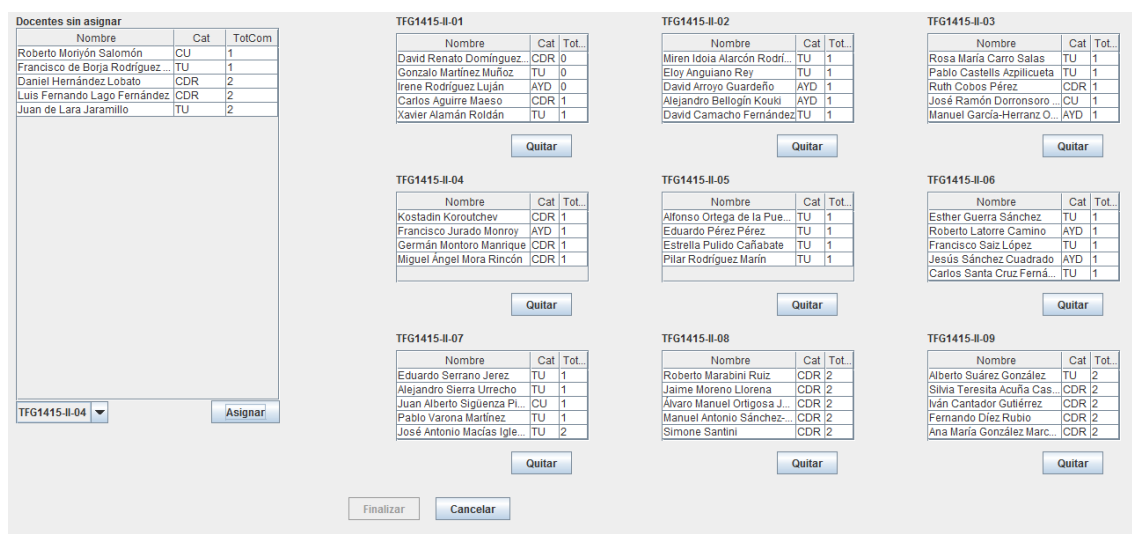 Docentes sin asignar
Nombre Cat TotCom
Roberto Moriyón Salomón CU 1
Francisco de Borja Rodríguez ... TU 1
Daniel Hernández Lobato CDR 2
Luis Fernando Lago Fernández CDR 2
Juan de Lara Jaramillo TU 2
TFG1415-II-04
Asignar
TFG1415-II-01
Nombre Cat Tot...
David Renato Domínguez... CDR 0
Gonzalo Martínez Muñoz TU 0
Irene Rodríguez Luján AYD 0
Carlos Aguirre Maeso CDR 1
Xavier Alamán Roldán TU 1
Quitar
TFG1415-II-02
Nombre Cat Tot...
Miren Idoia Alarcón Rodrí... TU 1
Eloy Anguiano Rey TU 1
David Arroyo Guardeño AYD 1
Alejandro Bellogín Kouki AYD 1
David Camacho Fernández TU 1
Quitar
TFG1415-II-03
Nombre Cat Tot...
Rosa María Carro Salas TU 1
Pablo Castells Azpilicueta TU 1
Ruth Cobos Pérez CDR 1
José Ramón Dorronsoro ... CU 1
Manuel García-Herranz O... AYD 1
Quitar
TFG1415-II-04
Nombre Cat Tot...
Kostadin Koroutchev CDR 1
Francisco Jurado Monroy AYD 1
Germán Montoro Manrique CDR 1
Miguel Ángel Mora Rincón CDR 1
Quitar
TFG1415-II-05
Nombre Cat Tot...
Alfonso Ortega de la Pue... TU 1
Eduardo Pérez Pérez TU 1
Estrella Pulido Cañabate TU 1
Pilar Rodríguez Marín TU 1
Quitar
TFG1415-II-06
Nombre Cat Tot...
Esther Guerra Sánchez TU 1
Roberto Latorre Camino AYD 1
Francisco Saiz López TU 1
Jesús Sánchez Cuadrado AYD 1
Carlos Santa Cruz Ferná... TU 1
Quitar
TFG1415-II-07
Nombre Cat Tot...
Eduardo Serrano Jerez TU 1
Alejandro Sierra Urrecho TU 1
Juan Alberto Sigüenza Pi... CU 1
Pablo Varona Martínez TU 1
José Antonio Macías Igle... TU 2
Quitar
TFG1415-II-08
Nombre Cat Tot...
Roberto Marabini Ruiz CDR 2
Jaime Moreno Llorena CDR 2
Álvaro Manuel Ortigosa J... CDR 2
Manuel Antonio Sánchez-... CDR 2
Simone Santini CDR 2
Quitar
TFG1415-II-09
Nombre Cat Tot...
Alberto Suárez González TU 2
Silvia Teresita Acuña Cas... CDR 2
Iván Cantador Gutiérrez CDR 2
Fernando Díez Rubio CDR 2
Ana María González Marc... CDR 2
Quitar
Finalizar
Cancelar